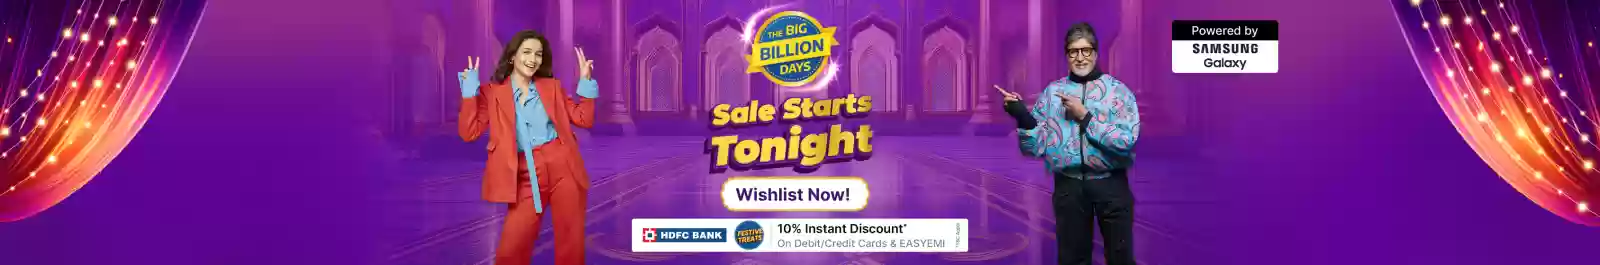 THE BIG
BILLION
DAYS
Sale Starts
Tonight
Wishlist Now!
HDFC BANK
FESTIVE
TREATS
10% Instant Discount*
On Debit/Credit Cards & EASYEMI
Powered by
SAMSUNG
Galaxy